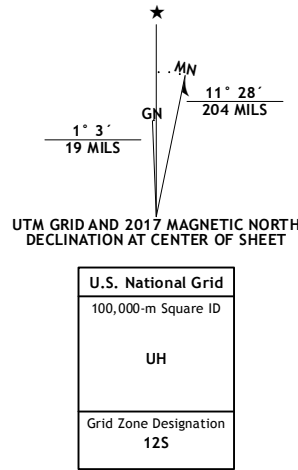 ★
MN
11° 28´
204 MILS
GN
1° 3´
19 MILS
UTM GRID AND 2017 MAGNETIC NORTH
DECLINATION AT CENTER OF SHEET
U.S. National Grid
100,000-m Square ID
UH
Grid Zone Designation
12S